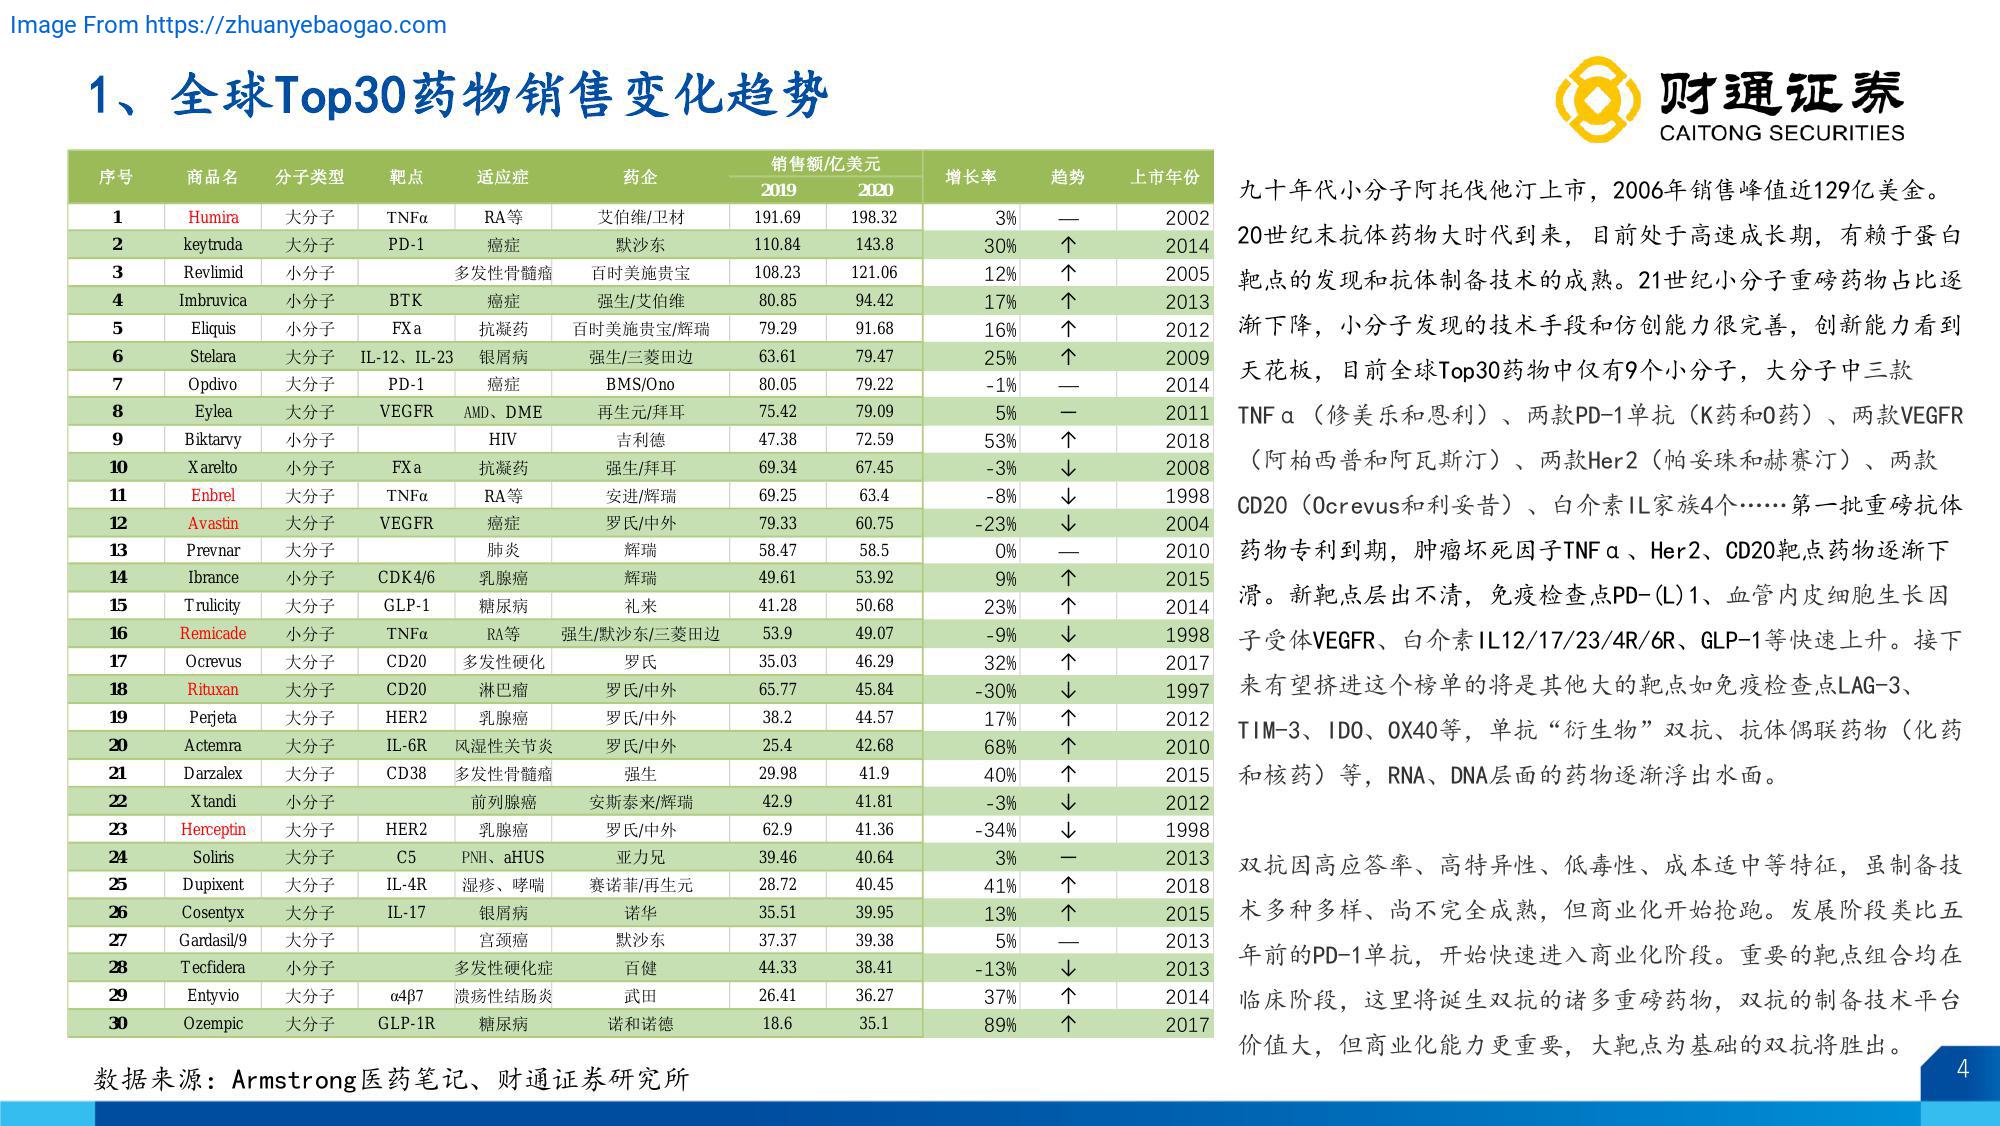 Image From https://zhuanyebaogao.com
1、全球Top30药物销售变化趋势
财通证券
CAITONG SECURITIES
序号 商品名 分子类型 靶点 适应症 药企 销售额/亿美元 增长率 趋势 上市年份
2019 2020
1 Humira 大分子 TNFα RA等 艾伯维/卫材 191.69 198.32 3% — 2002
2 keytruda 大分子 PD-1 癌症 默沙东 110.84 143.8 30% ↑ 2014
3 Revlimid 小分子 多发性骨髓瘤 百时美施贵宝 108.23 121.06 12% ↑ 2005
4 Imbruvica 小分子 BTK 癌症 强生/艾伯维 80.85 94.42 17% ↑ 2013
5 Eliquis 小分子 FXa 抗凝药 百时美施贵宝/辉瑞 79.29 91.68 16% ↑ 2012
6 Stelara 大分子 IL-12、IL-23 银屑病 强生/三菱田边 63.61 79.47 25% ↑ 2009
7 Opdivo 大分子 PD-1 癌症 BMS/Ono 80.05 79.22 -1% — 2014
8 Eylea 大分子 VEGFR AMD、DME 再生元/拜耳 75.42 79.09 5% — 2011
9 Biktarvy 小分子 HIV 吉利德 47.38 72.59 53% ↑ 2018
10 Xarelto 小分子 FXa 抗凝药 强生/拜耳 69.34 67.45 -3% ↓ 2008
11 Enbrel 大分子 TNFα RA等 安进/辉瑞 69.25 63.4 -8% ↓ 1998
12 Avastin 大分子 VEGFR 癌症 罗氏/中外 79.33 60.75 -23% ↓ 2004
13 Prevnar 大分子 肺炎 辉瑞 58.47 58.5 0% — 2010
14 Ibrance 小分子 CDK4/6 乳腺癌 辉瑞 49.61 53.92 9% ↑ 2015
15 Trulicity 大分子 GLP-1 糖尿病 礼来 41.28 50.68 23% ↑ 2014
16 Remicade 小分子 TNFα RA等 强生/默沙东/三菱田边 53.9 49.07 -9% ↓ 1998
17 Ocrevus 大分子 CD20 多发性硬化 罗氏 35.03 46.29 32% ↑ 2017
18 Rituxan 大分子 CD20 淋巴瘤 罗氏/中外 65.77 45.84 -30% ↓ 1997
19 Perjeta 大分子 HER2 乳腺癌 罗氏/中外 38.2 44.57 17% ↑ 2012
20 Actemra 大分子 IL-6R 风湿性关节炎 罗氏/中外 25.4 42.68 68% ↑ 2010
21 Darzalex 大分子 CD38 多发性骨髓瘤 强生 29.98 41.9 40% ↑ 2015
22 Xtandi 小分子 前列腺癌 安斯泰来/辉瑞 42.9 41.81 -3% ↓ 2012
23 Herceptin 大分子 HER2 乳腺癌 罗氏/中外 62.9 41.36 -34% ↓ 1998
24 Soliris 大分子 C5 PNH、aHUS 亚力兄 39.46 40.64 3% — 2013
25 Dupixent 大分子 IL-4R 湿疹、哮喘 赛诺菲/再生元 28.72 40.45 41% ↑ 2018
26 Cosentyx 大分子 IL-17 银屑病 诺华 35.51 39.95 13% ↑ 2015
27 Gardasil/9 大分子 宫颈癌 默沙东 37.37 39.38 5% — 2013
28 Tecfidera 小分子 多发性硬化症 百健 44.33 38.41 -13% ↓ 2013
29 Entyvio 大分子 α4β7 溃疡性结肠炎 武田 26.41 36.27 37% ↑ 2014
30 Ozempic 大分子 GLP-1R 糖尿病 诺和诺德 18.6 35.1 89% ↑ 2017
数据来源：Armstrong医药笔记、财通证券研究所
九十年代小分子阿托伐他汀上市，2006年销售峰值近129亿美金。
20世纪末抗体药物大时代到来，目前处于高速成长期，有赖于蛋白
靶点的发现和抗体制备技术的成熟。21世纪小分子重磅药物占比逐
渐下降，小分子发现的技术手段和仿创能力很完善，创新能力看到
天花板，目前全球Top30药物中仅有9个小分子，大分子中三款
TNFα（修美乐和恩利）、两款PD-1单抗（K药和O药）、两款VEGFR
（阿柏西普和阿瓦斯汀）、两款Her2（帕妥珠和赫赛汀）、两款
CD20（Ocrevus和利妥昔）、白介素IL家族4个……第一批重磅抗体
药物专利到期，肿瘤坏死因子TNFα、Her2、CD20靶点药物逐渐下
滑。新靶点层出不清，免疫检查点PD-(L)1、血管内皮细胞生长因
子受体VEGFR、白介素IL12/17/23/4R/6R、GLP-1等快速上升。接下
来有望挤进这个榜单的将是其他大的靶点如免疫检查点LAG-3、
TIM-3、IDO、OX40等，单抗“衍生物”双抗、抗体偶联药物（化药
和核药）等，RNA、DNA层面的药物逐渐浮出水面。
双抗因高应答率、高特异性、低毒性、成本适中等特征，虽制备技
术多种多样、尚不完全成熟，但商业化开始抢跑。发展阶段类比五
年前的PD-1单抗，开始快速进入商业化阶段。重要的靶点组合均在
临床阶段，这里将诞生双抗的诸多重磅药物，双抗的制备技术平台
价值大，但商业化能力更重要，大靶点为基础的双抗将胜出。
4